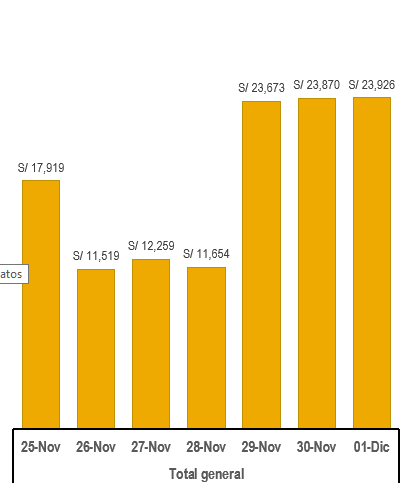 S/ 23,673 S/ 23,870 S/ 23,926
S/ 17,919
S/ 11,519 S/ 12,259 S/ 11,654
atos
25-Nov 26-Nov 27-Nov 28-Nov 29-Nov 30-Nov 01-Dic
Total general